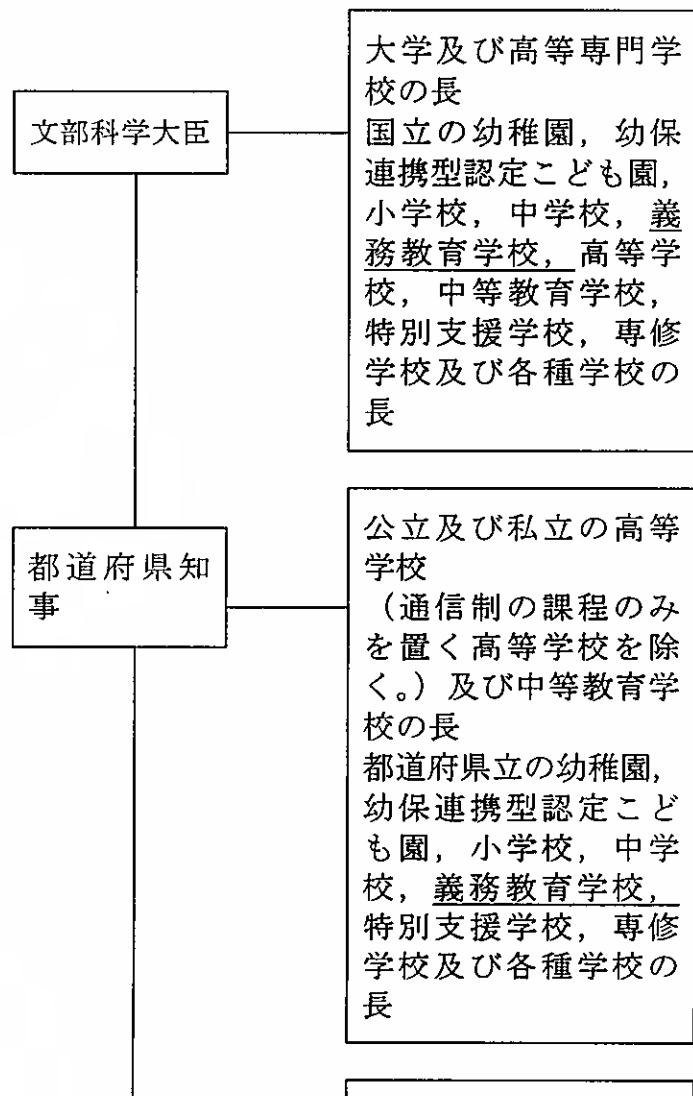 文部科学大臣
大学及び高等専門学
校の長
国立の幼稚園，幼保
連携型認定こども園，
小学校，中学校，義
務教育学校，高等学
校，中等教育学校，
特別支援学校，専修
学校及び各種学校の
長
都道府県知
事
公立及び私立の高等
学校
（通信制の課程のみ
を置く高等学校を除
く。）及び中等教育学
校の長
都道府県立の幼稚園，
幼保連携型認定こど
も園，小学校，中学
校，義務教育学校，
特別支援学校，専修
学校及び各種学校の
長